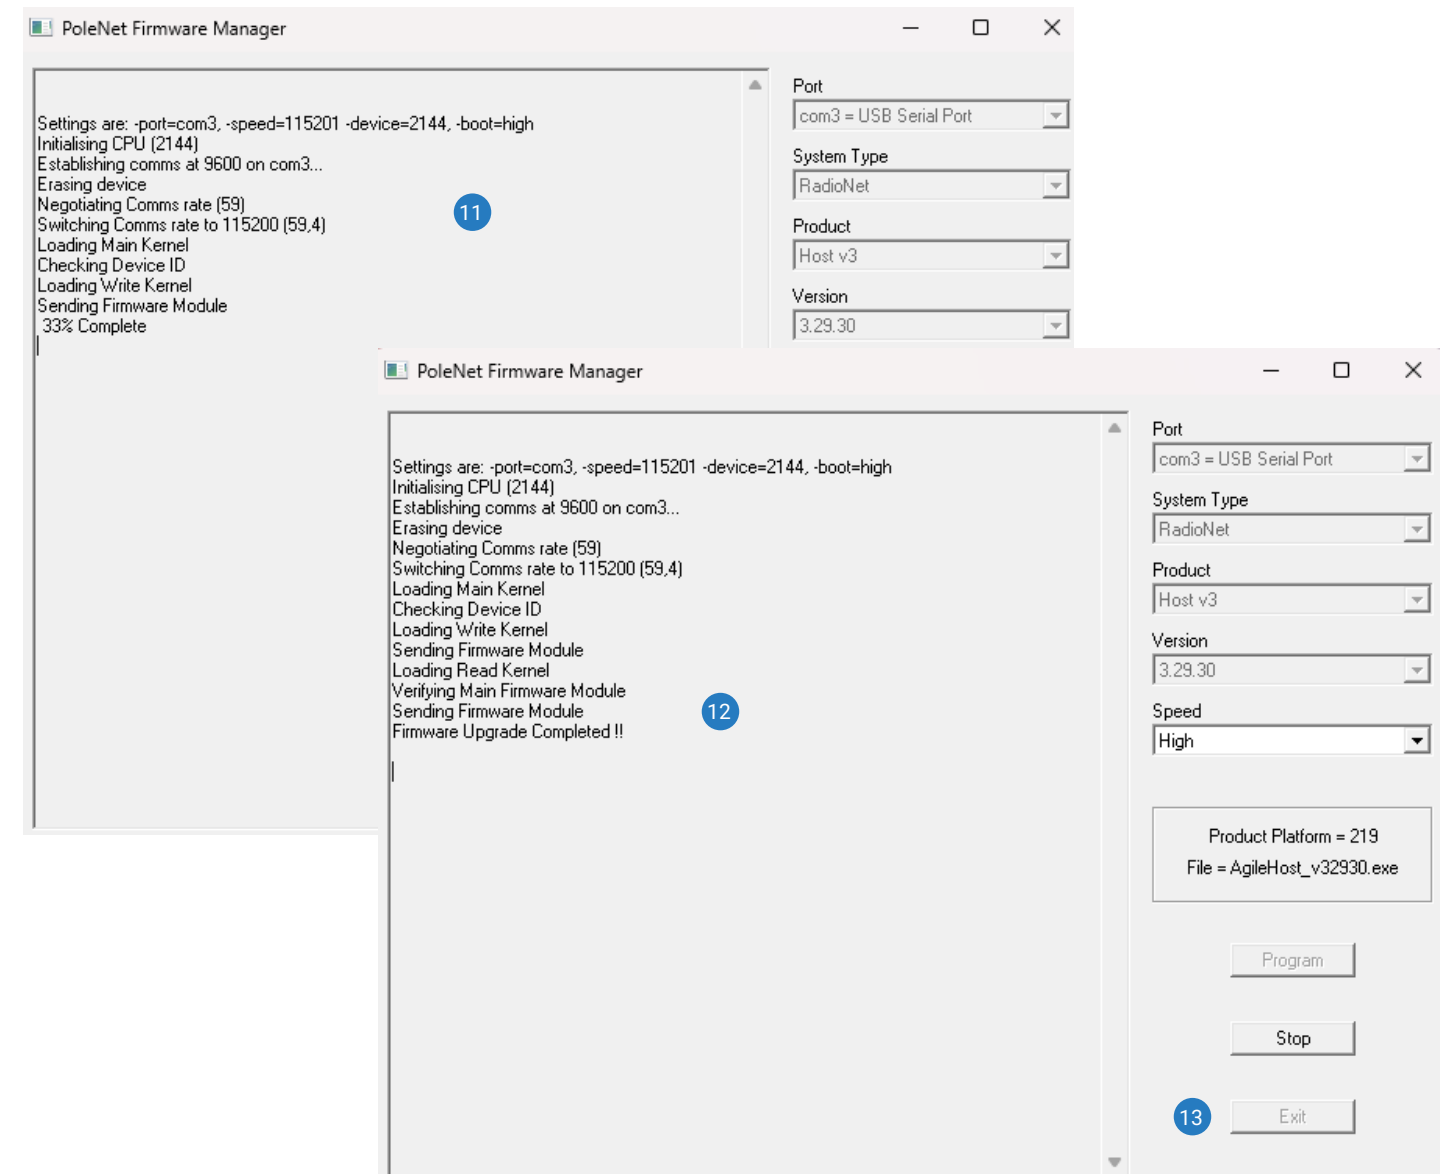 PoleNet Firmware Manager
Settings are: -port=com3, -speed=115201 -device=2144, -boot=high
Initialising CPU (2144)
Establishing comms at 9600 on com3...
Erasing device
Negotiating Comms rate (59)
Switching Comms rate to 115200 (59,4)
Loading Main Kernel
Checking Device ID
Loading Write Kernel
Sending Firmware Module
33% Complete
11
Port
com3 = USB Serial Port
System Type
RadioNet
Product
Host v3
Version
3.29.30
PoleNet Firmware Manager
Settings are: -port=com3, -speed=115201 -device=2144, -boot=high
Initialising CPU (2144)
Establishing comms at 9600 on com3...
Erasing device
Negotiating Comms rate (59)
Switching Comms rate to 115200 (59,4)
Loading Main Kernel
Checking Device ID
Loading Write Kernel
Sending Firmware Module
Loading Read Kernel
Verifying Main Firmware Module
Sending Firmware Module
Firmware Upgrade Completed !!
12
Port
com3 = USB Serial Port
System Type
RadioNet
Product
Host v3
Version
3.29.30
Speed
High
Product Platform = 219
File = AgileHost_v32930.exe
Program
Stop
13
Exit